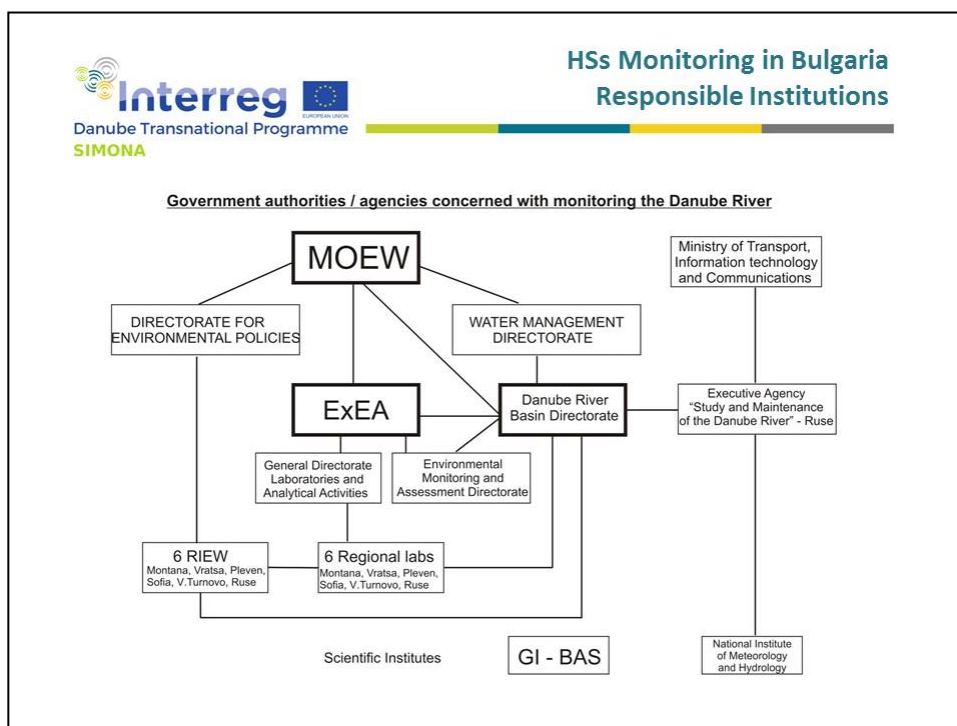 HSs Monitoring in Bulgaria
Responsible Institutions
Interreg
EUROPEAN UNION
Danube Transnational Programme
SIMONA
Government authorities / agencies concerned with monitoring the Danube River
MOEW
Ministry of Transport,
Information technology
and Communications
DIRECTORATE FOR
ENVIRONMENTAL POLICIES
WATER MANAGEMENT
DIRECTORATE
ExEA
Danube River
Basin Directorate
Executive Agency
“Study and Maintenance
of the Danube River” - Ruse
General Directorate
Laboratories and
Analytical Activities
Environmental
Monitoring and
Assessment Directorate
6 RIEW
Montana, Vratsa, Pleven,
Sofia, V.Turnovo, Ruse
6 Regional labs
Montana, Vratsa, Pleven,
Sofia, V.Turnovo, Ruse
Scientific Institutes
GI - BAS
National Institute
of Meteorology
and Hydrology